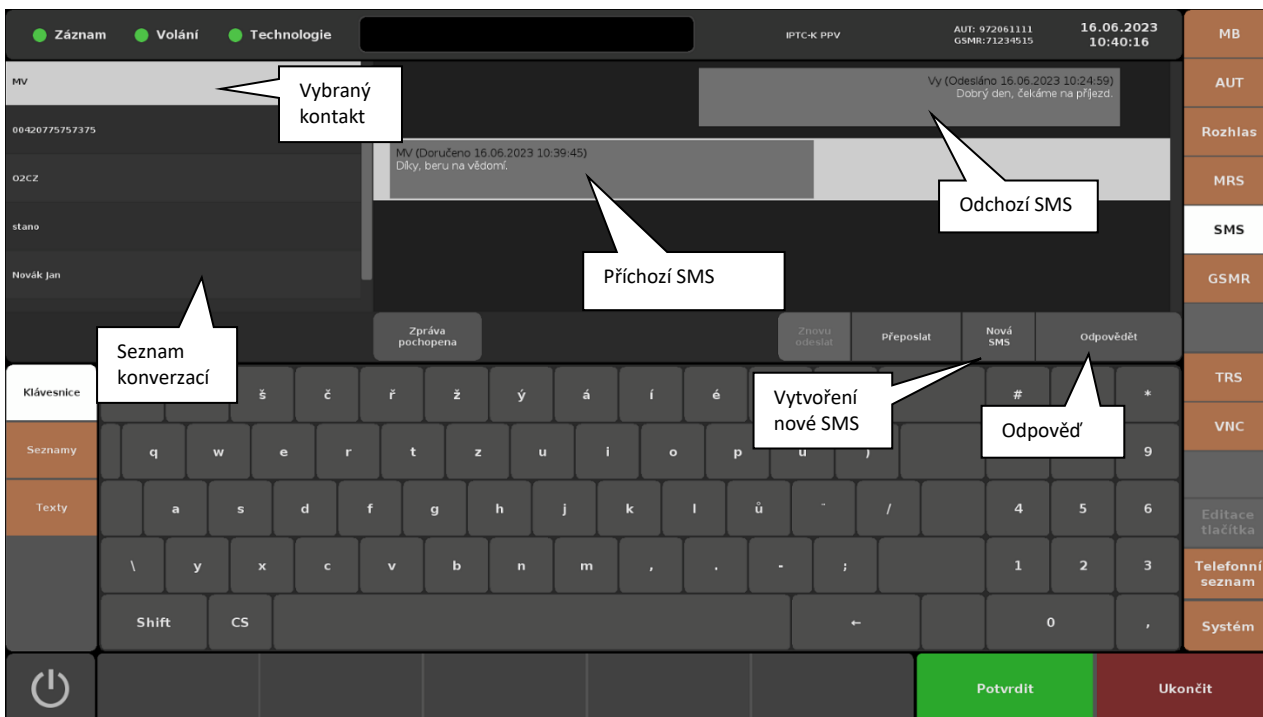 Záznam Volání Technologie IPTC-K PPV AUT: 972061111 16.06.2023
GSMR:71234515 10:40:16
MB
AUT
Rozhlas
MRS
SMS
GSMR
TRS
VNC
Editace
tlačítka
Telefonní
seznam
Systém
MV
00420775757375
O2CZ
stano
Novák Jan
Vybraný
kontakt
Seznam
konverzací
Vy (Odesláno 16.06.2023 10:24:59)
Dobrý den, čekáme na příjezd.
MV (Doručeno 16.06.2023 10:39:45)
Díky, beru na vědomí.
Odchozí SMS
Příchozí SMS
Zpráva
pochopena
Znovu
odeslat
Přeposlat
Nová
SMS
Odpovědět
Vytvoření
nové SMS
Odpověď
Klávesnice
Seznamy
Texty
š č ř ž ý á í é # *
q w e r t z u i o p ú ) 9
a s d f g h j k l ů ¨ / 4 5 6
\ y x c v b n m , . - ; 1 2 3
Shift CS ← 0 ,
Potvrdit Ukončit